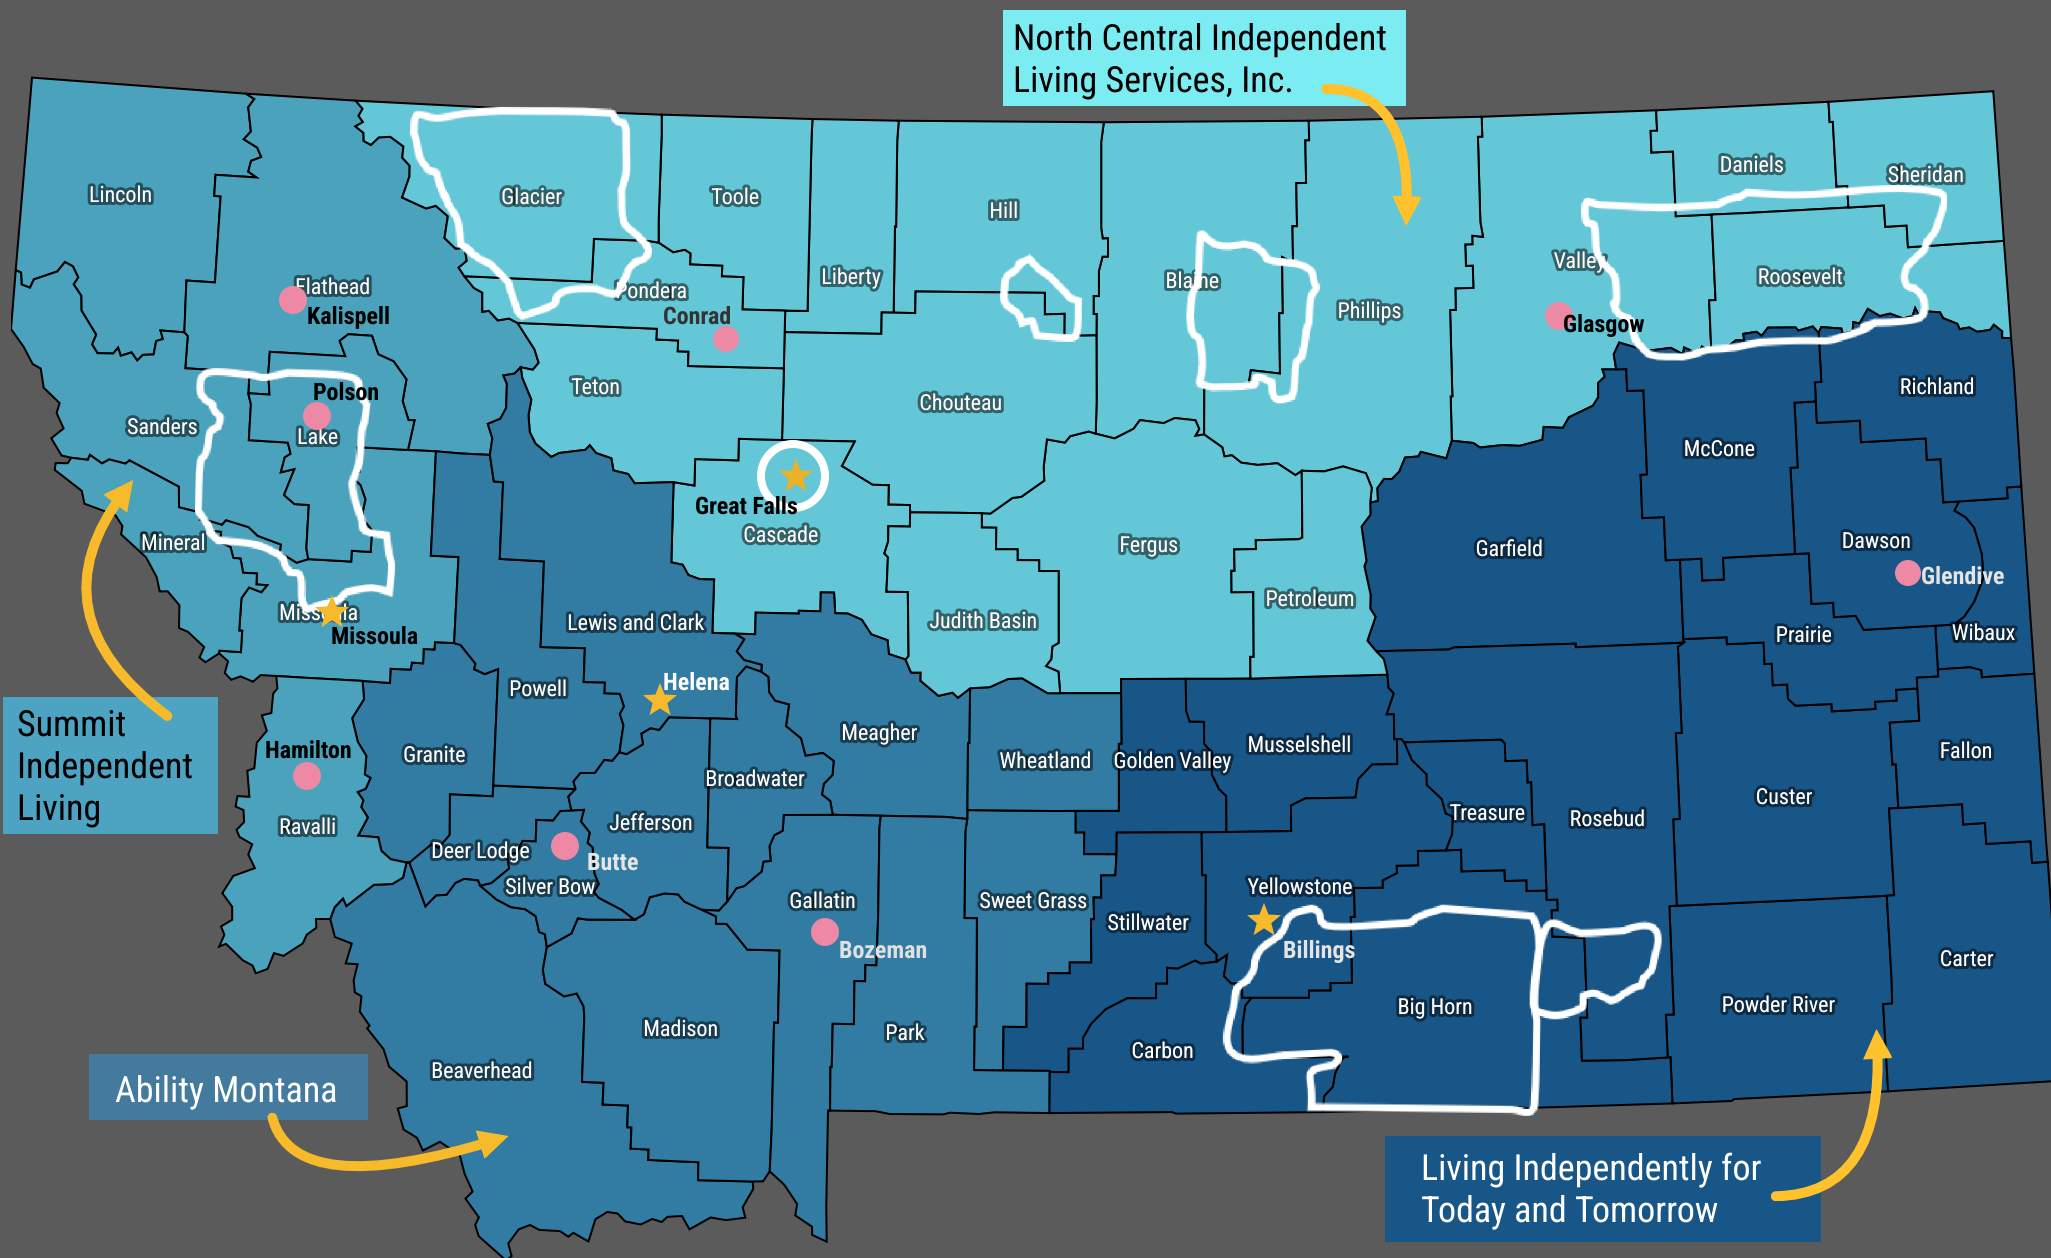 North Central Independent
Living Services, Inc.
Lincoln
Flathead
Kalispell
Glacier
Toole
Liberty
Hill
Blaine
Phillips
Valley
Glasgow
Daniels
Sheridan
Roosevelt
Pondera
Conrad
Teton
Chouteau
Polson
Lake
Sanders
Mineral
Missoula
Missoula
Great Falls
Cascade
Judith Basin
Fergus
Petroleum
Garfield
McCone
Richland
Dawson
Glendive
Prairie
Wibaux
Summit
Independent
Living
Hamilton
Ravalli
Granite
Powell
Lewis and Clark
Helena
Deer Lodge
Silver Bow
Butte
Jefferson
Broadwater
Meagher
Wheatland
Golden Valley
Musselshell
Treasure
Rosebud
Custer
Fallon
Gallatin
Bozeman
Sweet Grass
Stillwater
Yellowstone
Billings
Big Horn
Powder River
Carter
Madison
Park
Carbon
Beaverhead
Ability Montana
Living Independently for
Today and Tomorrow